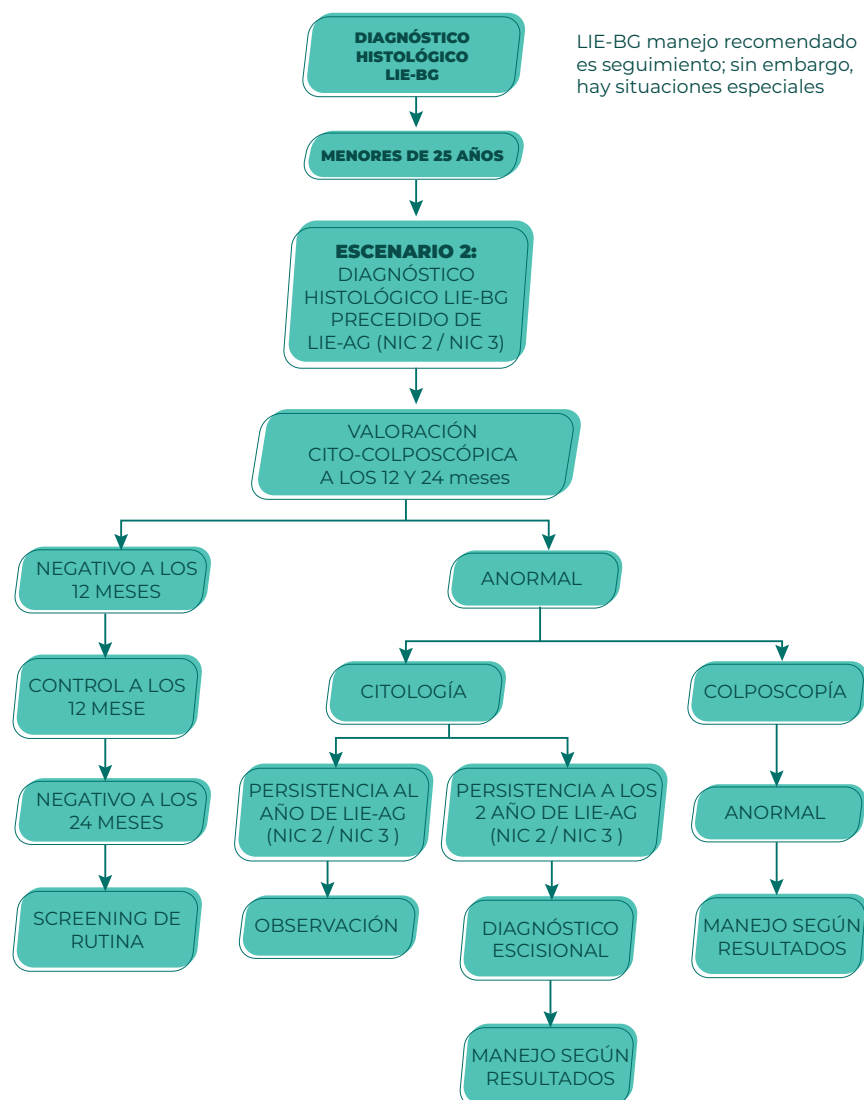 DIAGNÓSTICO
HISTOLÓGICO
LIE-BG
LIE-BG manejo recomendado
es seguimiento; sin embargo,
hay situaciones especiales
MENORES DE 25 AÑOS
ESCENARIO 2:
DIAGNÓSTICO
HISTOLÓGICO LIE-BG
PRECEDIDO DE
LIE-AG (NIC 2 / NIC 3)
VALORACIÓN
CITO-COLPOSCÓPICA
A LOS 12 Y 24 meses
NEGATIVO A LOS
12 MESES
ANORMAL
CONTROL A LOS
12 MESE
CITOLOGÍA
COLPOSCOPÍA
NEGATIVO A LOS
24 MESES
PERSISTENCIA AL
AÑO DE LIE-AG
(NIC 2 / NIC 3 )
PERSISTENCIA A LOS
2 AÑO DE LIE-AG
(NIC 2 / NIC 3 )
ANORMAL
SCREENING DE
RUTINA
OBSERVACIÓN
DIAGNÓSTICO
ESCISIONAL
MANEJO SEGÚN
RESULTADOS
MANEJO SEGÚN
RESULTADOS